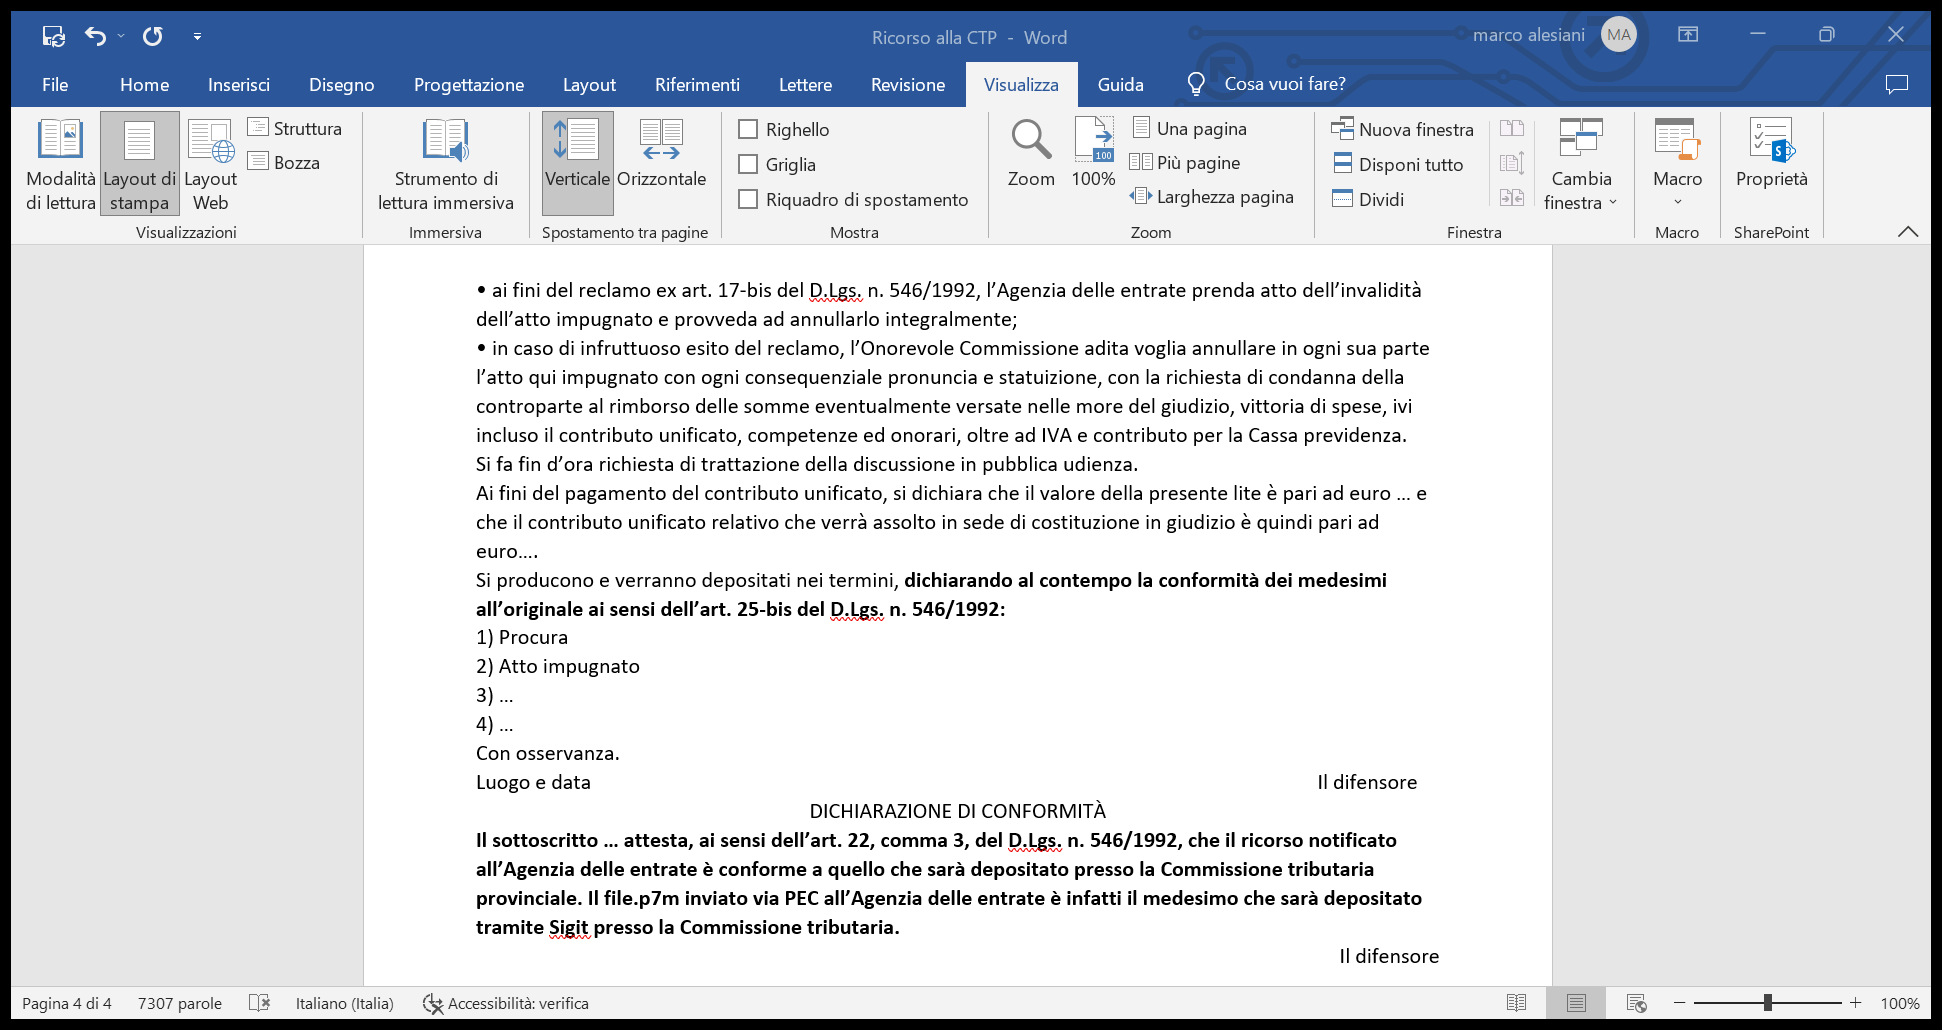 Ricorso alla CTP - Word
marco alesiani
MA
File
Home
Inserisci
Disegno
Progettazione
Layout
Riferimenti
Lettere
Revisione
Visualizza
Guida
Cosa vuoi fare?
Modalità di lettura
Layout di stampa
Layout Web
Struttura
Bozza
Visualizzazioni
Strumento di lettura immersiva
Immersiva
Verticale
Orizzontale
Spostamento tra pagine
Righello
Griglia
Riquadro di spostamento
Mostra
Zoom
100
100%
Una pagina
Più pagine
Larghezza pagina
Zoom
Nuova finestra
Disponi tutto
Dividi
Cambia finestra
Finestra
Macro
Macro
S
Proprietà
SharePoint
• ai fini del reclamo ex art. 17-bis del D.Lgs. n. 546/1992, l’Agenzia delle entrate prenda atto dell’invalidità
dell’atto impugnato e provveda ad annullarlo integralmente;
• in caso di infruttuoso esito del reclamo, l’Onorevole Commissione adita voglia annullare in ogni sua parte
l’atto qui impugnato con ogni consequenziale pronuncia e statuizione, con la richiesta di condanna della
controparte al rimborso delle somme eventualmente versate nelle more del giudizio, vittoria di spese, ivi
incluso il contributo unificato, competenze ed onorari, oltre ad IVA e contributo per la Cassa previdenza.
Si fa fin d’ora richiesta di trattazione della discussione in pubblica udienza.
Ai fini del pagamento del contributo unificato, si dichiara che il valore della presente lite è pari ad euro … e
che il contributo unificato relativo che verrà assolto in sede di costituzione in giudizio è quindi pari ad
euro….
Si producono e verranno depositati nei termini, dichiarando al contempo la conformità dei medesimi
all’originale ai sensi dell’art. 25-bis del D.Lgs. n. 546/1992:
1) Procura
2) Atto impugnato
3) …
4) …
Con osservanza.
Luogo e data Il difensore
DICHIARAZIONE DI CONFORMITÀ
Il sottoscritto … attesta, ai sensi dell’art. 22, comma 3, del D.Lgs. n. 546/1992, che il ricorso notificato
all’Agenzia delle entrate è conforme a quello che sarà depositato presso la Commissione tributaria
provinciale. Il file.p7m inviato via PEC all’Agenzia delle entrate è infatti il medesimo che sarà depositato
tramite Sigit presso la Commissione tributaria.
Il difensore
Pagina 4 di 4
7307 parole
Italiano (Italia)
Accessibilità: verifica
100%